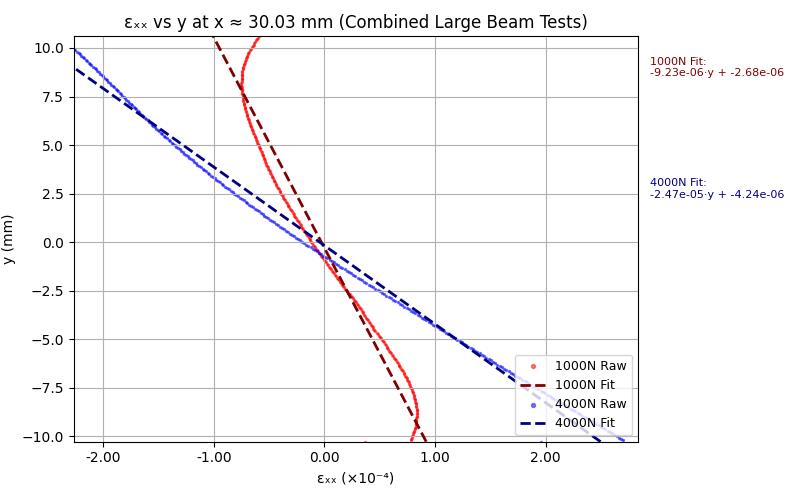 εₓₓ vs y at x ≈ 30.03 mm (Combined Large Beam Tests)
1000N Fit:
-9.23e-06·y + -2.68e-06
4000N Fit:
-2.47e-05·y + -4.24e-06
y (mm)
10.0
7.5
5.0
2.5
0.0
−2.5
−5.0
−7.5
−10.0
1000N Raw
1000N Fit
4000N Raw
4000N Fit
-2.00
-1.00
0.00
1.00
2.00
εₓₓ (×10⁻⁴)